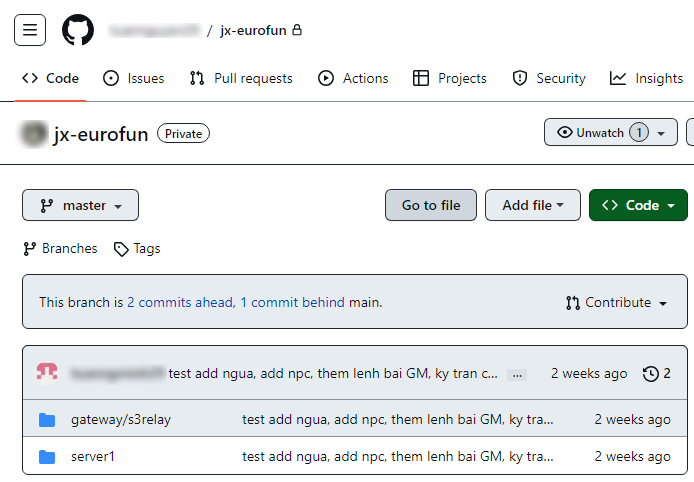 / jx-eurofun
Code Issues Pull requests Actions Projects Security Insights
jx-eurofun Private Unwatch 1
master Go to file Add file Code
Branches Tags
This branch is 2 commits ahead, 1 commit behind main. Contribute
test add ngua, add npc, them lenh bai GM, ky tran c... ... 2 weeks ago 2
gateway/s3relay test add ngua, add npc, them lenh bai GM, ky tra... 2 weeks ago
server1 test add ngua, add npc, them lenh bai GM, ky tra... 2 weeks ago